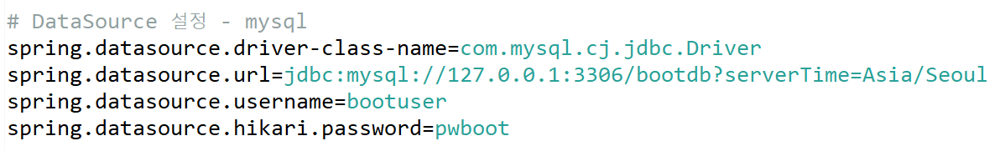 # DataSource 설정 - mysql
spring.datasource.driver-class-name=com.mysql.cj.jdbc.Driver
spring.datasource.url=jdbc:mysql://127.0.0.1:3306/bootdb?serverTime=Asia/Seoul
spring.datasource.username=bootuser
spring.datasource.hikari.password=pwboot